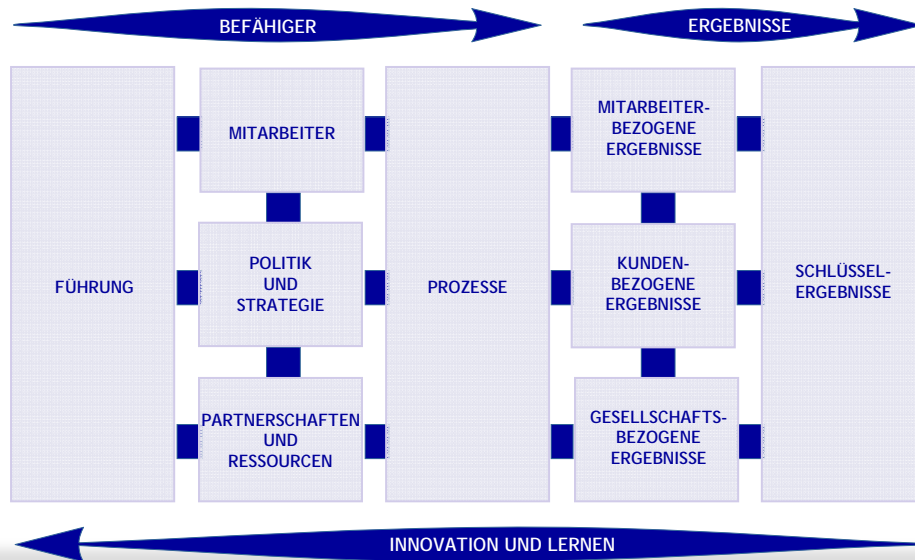 BEFÄHIGER
ERGEBNISSE
FÜHRUNG
MITARBEITER
POLITIK
UND
STRATEGIE
PARTNERSCHAFTEN
UND
RESSOURCEN
PROZESSE
MITARBEITER-
BEZOGENE
ERGEBNISSE
KUNDEN-
BEZOGENE
ERGEBNISSE
GESELLSCHAFTS-
BEZOGENE
ERGEBNISSE
SCHLÜSSEL-
ERGEBNISSE
INNOVATION UND LERNEN